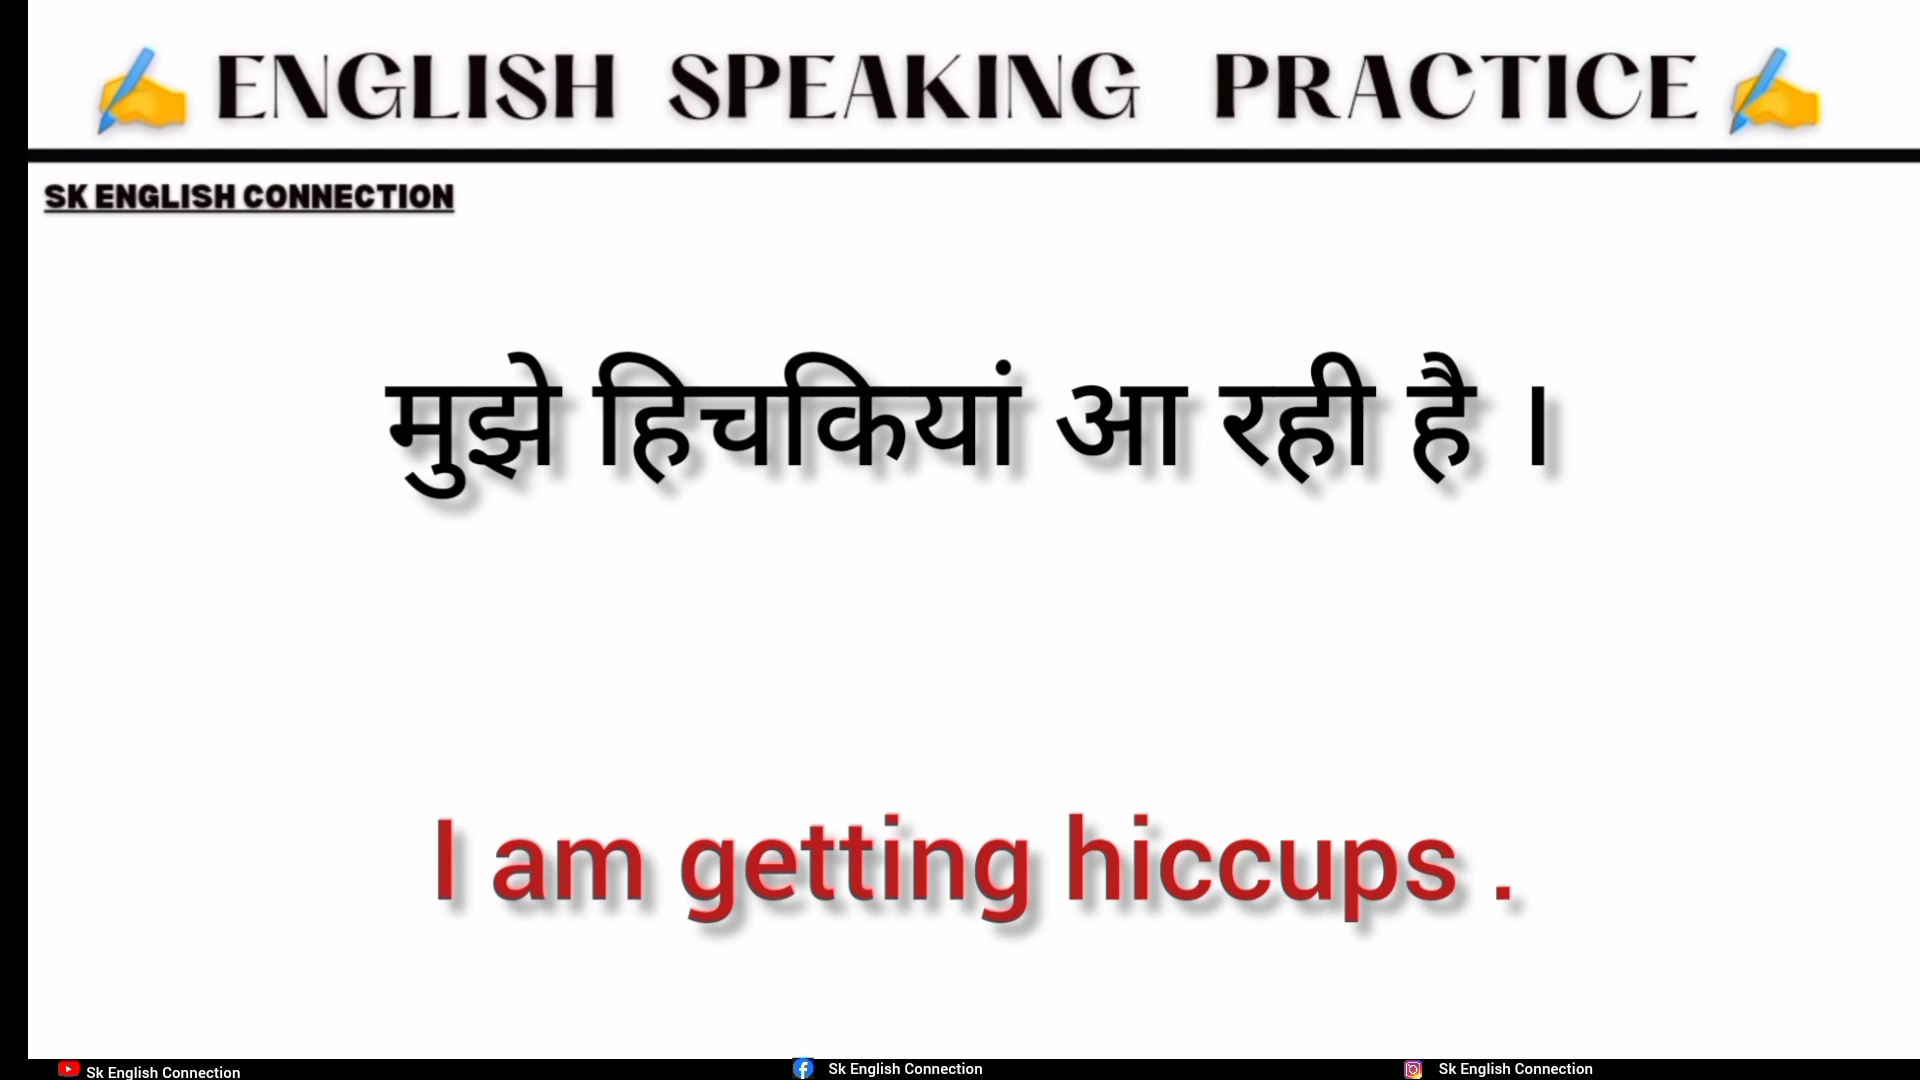 ENGLISH SPEAKING PRACTICE
SK ENGLISH CONNECTION
मुझे हिचकियां आ रही है ।
I am getting hiccups .
Sk English Connection
Sk English Connection
Sk English Connection